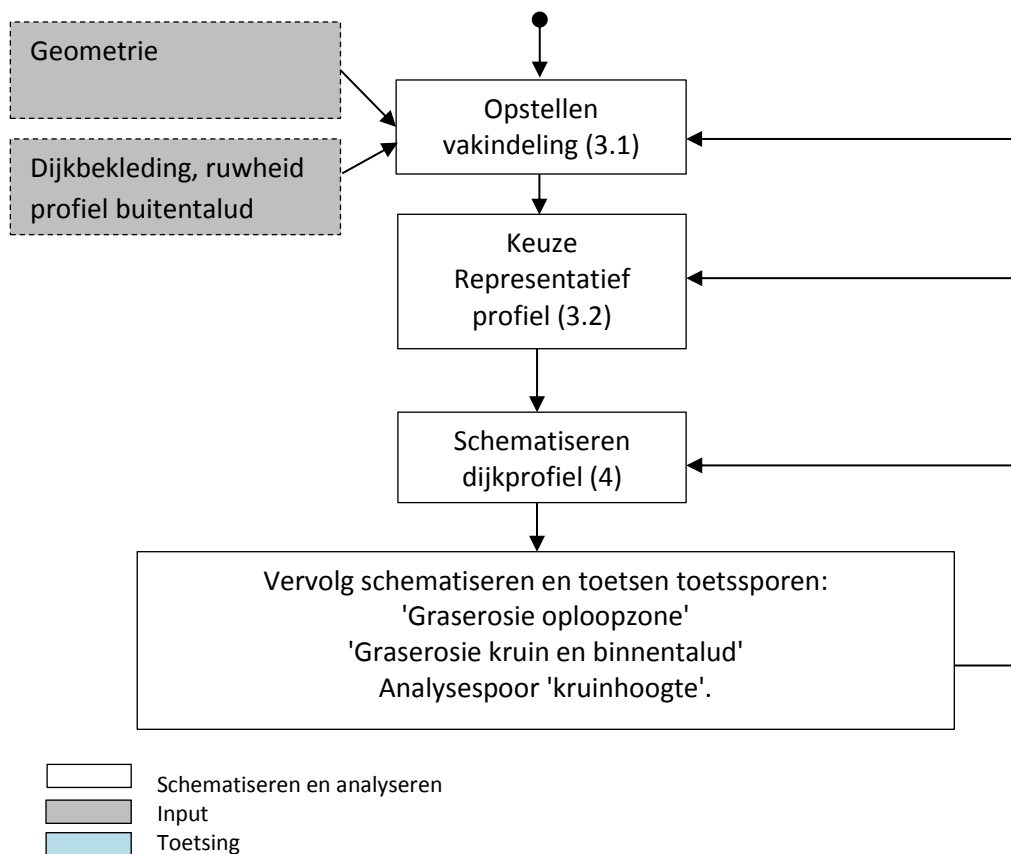 Geometrie
Dijkbekleding, ruwheid
profiel buitentalud
Opstellen
vakindeling (3.1)
Keuze
Representatief
profiel (3.2)
Schematiseren
dijkprofiel (4)
Vervolg schematiseren en toetsen toetssporen:
'Graserosie oploopzone'
'Graserosie kruin en binnentalud'
Analysespoor 'kruinhoogte'.
Schematiseren en analyseren
Input
Toetsing